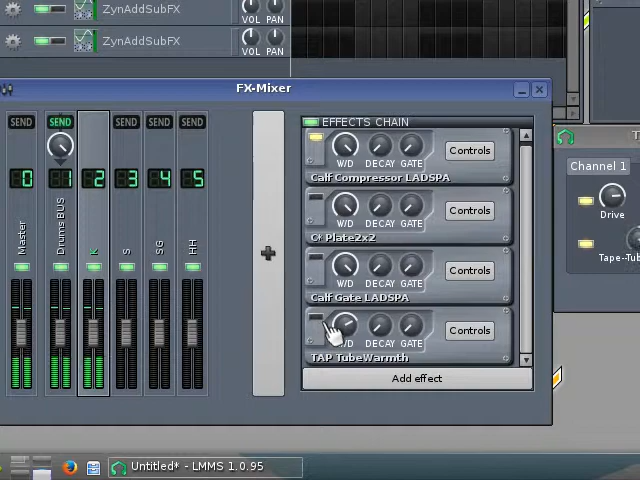 ZynAddSubFX
VOL PAN
ZynAddSubFX
VOL PAN
FX-Mixer
SEND SEND SEND SEND SEND
EFFECTS CHAIN
W/D DECAY GATE
Controls
Calf Compressor LADSPA
W/D DECAY GATE
Controls
C* Plate2x2
W/D DECAY GATE
Controls
Calf Gate LADSPA
W/D DECAY GATE
Controls
TAP TubeWarmth
Add effect
0 1 2 3 4 5
Master
Drums BUS
K
S
SG
HH
Channel 1
Drive
Tape-Tub
Untitled* - LMMS 1.0.95